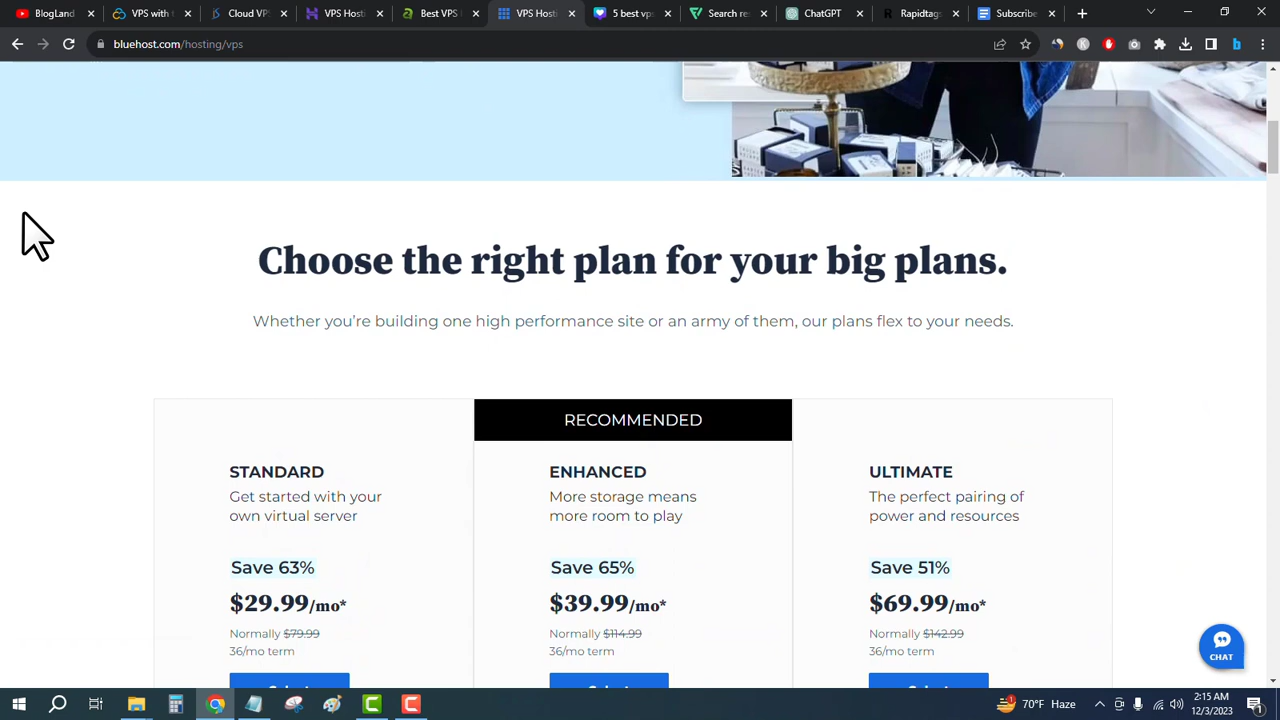 BlogLand
VPS with t
Cloud VPS
VPS Hosti
Best VPS
VPS Host
5 best vps
Search re
ChatGPT
Rapidtags
Subscribe
bluehost.com/hosting/vps
Choose the right plan for your big plans.
Whether you're building one high performance site or an army of them, our plans flex to your needs.
RECOMMENDED
STANDARD
Get started with your
own virtual server
Save 63%
$29.99/mo*
Normally $79.99
36/mo term
ENHANCED
More storage means
more room to play
Save 65%
$39.99/mo*
Normally $114.99
36/mo term
ULTIMATE
The perfect pairing of
power and resources
Save 51%
$69.99/mo*
Normally $142.99
36/mo term
CHAT
70°F Haze
2:15 AM
12/3/2023